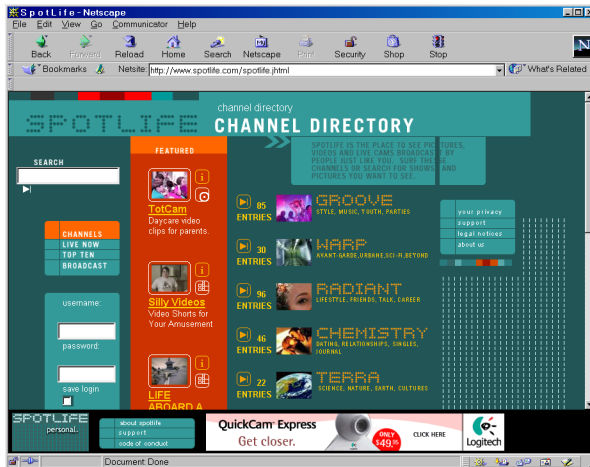 SpotLife - Netscape
File Edit View Go Communicator Help
Back Forward Reload Home Search Netscape Print Security Shop Stop
N
Bookmarks Netsite: http://www.spotlife.com/spotlife.jhtml What's Related
channel directory
SPOTLIFE CHANNEL DIRECTORY
SPOTLIFE IS THE PLACE TO SEE PICTURES,
VIDEOS AND LIVE CAMS BROADCAST BY
PEOPLE JUST LIKE YOU. SURF THESE
CHANNELS OR SEARCH FOR SHOWS AND
PICTURES YOU WANT TO SEE.
SEARCH
CHANNELS
LIVE NOW
TOP TEN
BROADCAST
username:
password:
save login
FEATURED
TotCam
Daycare video
clips for parents.
Silly Videos
Video Shorts for
Your Amusement
LIFE
ABOARD A
85 GROOVE
ENTRIES STYLE, MUSIC, YOUTH, PARTIES
30 WARP
ENTRIES AVANT-GARDE, URBANE, SCI-FI, BEYOND
96 RADIANT
ENTRIES LIFESTYLE, FRIENDS, TALK, CAREER
46 CHEMISTRY
ENTRIES DATING, RELATIONSHIPS, SINGLES,
JOURNAL
22 TERRA
ENTRIES SCIENCE, NATURE, EARTH, CULTURES
your privacy
support
legal notices
about us
SPOTLIFE
personal.
about spotlife
support
code of conduct
QuickCam Express
Get closer.
ONLY
$49.95
CLICK HERE
Logitech
Document Done